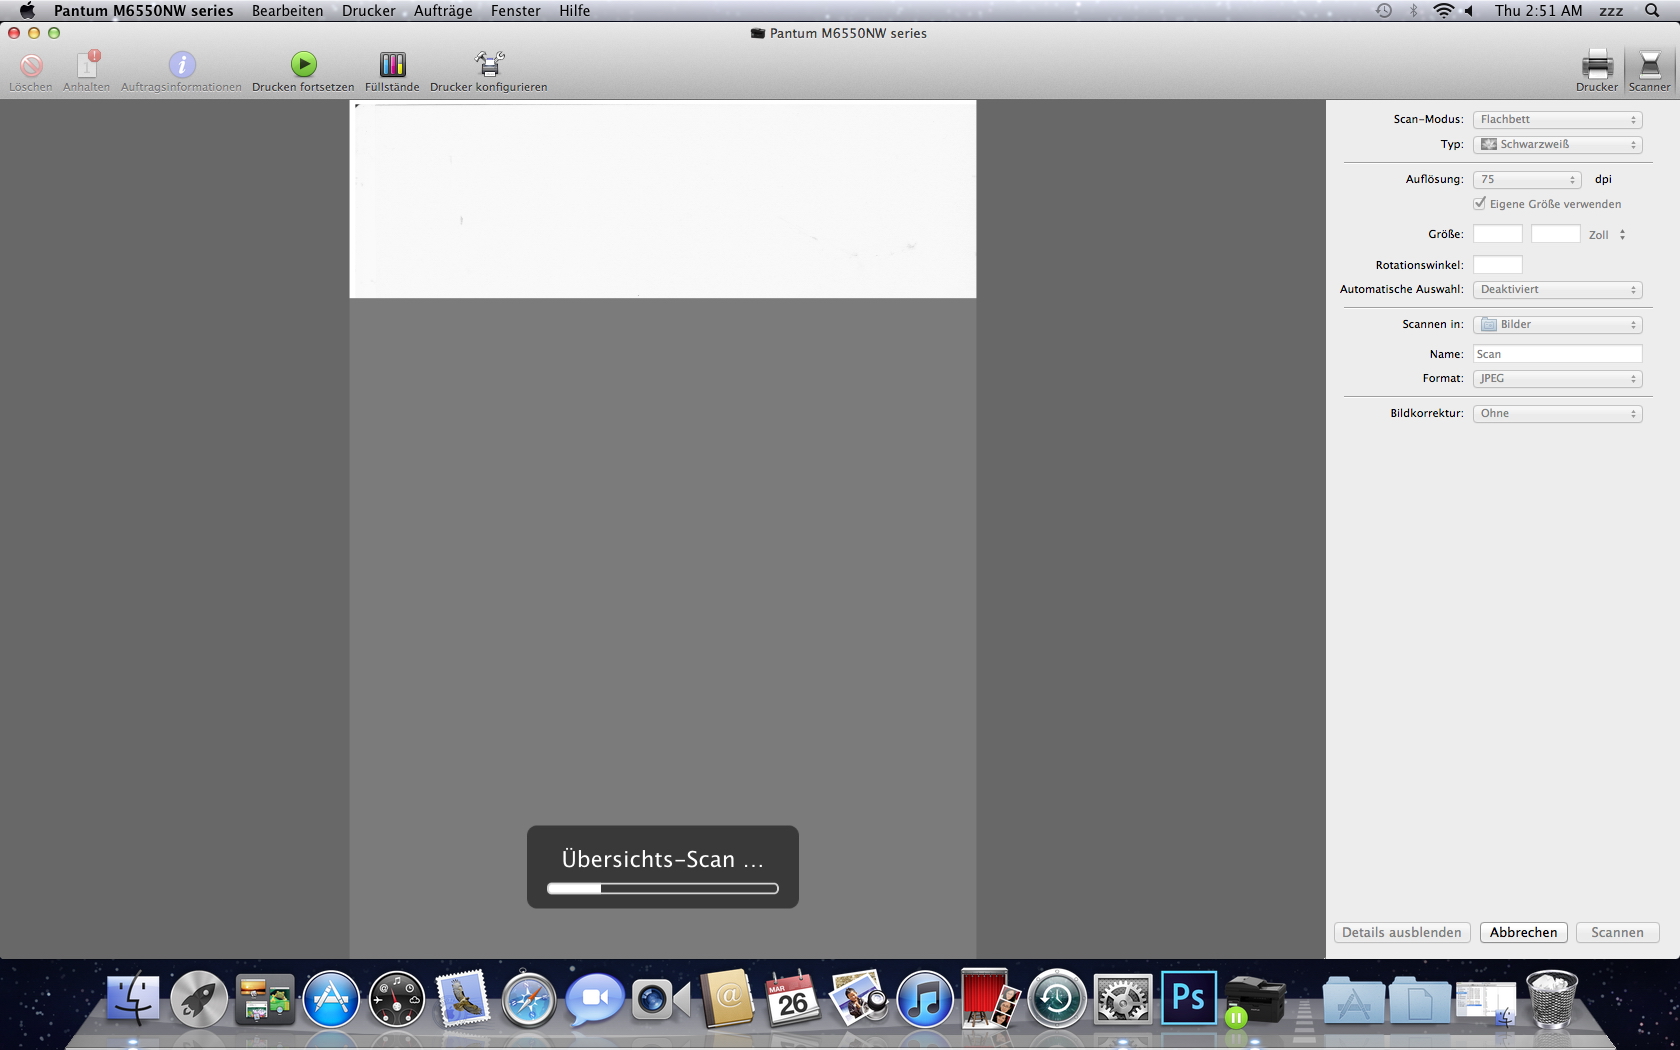 Pantum M6550NW series Bearbeiten Drucker Aufträge Fenster Hilfe Thu 2:51 AM zzz
Pantum M6550NW series
Löschen Anhalten Auftragsinformationen Drucken fortsetzen Füllstände Drucker konfigurieren Drucker Scanner
Scan-Modus: Flachbett
Typ: Schwarzweiß
Auflösung: 75 dpi
Eigene Größe verwenden
Größe: Zoll
Rotationswinkel:
Automatische Auswahl: Deaktiviert
Scannen in: Bilder
Name: Scan
Format: JPEG
Bildkorrektur: Ohne
Übersichts-Scan ...
Details ausblenden Abbrechen Scannen
MAR
26
Ps